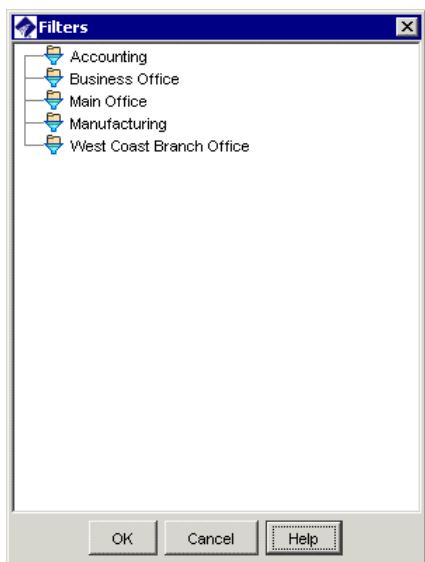 Filters
Accounting
Business Office
Main Office
Manufacturing
West Coast Branch Office
OK Cancel Help